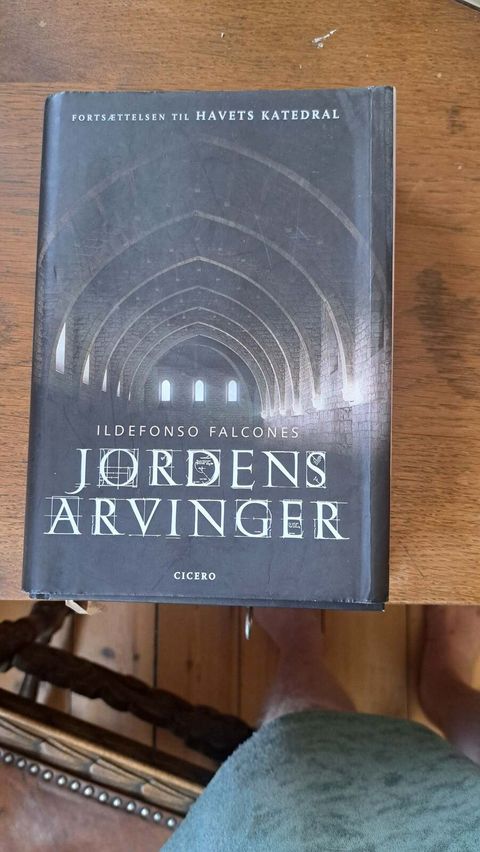 FORTSÆTTELSEN TIL HAVETS KATEDRAL
ILDEFONSO FALCONES
JORDENS
ARVINGER
CICERO